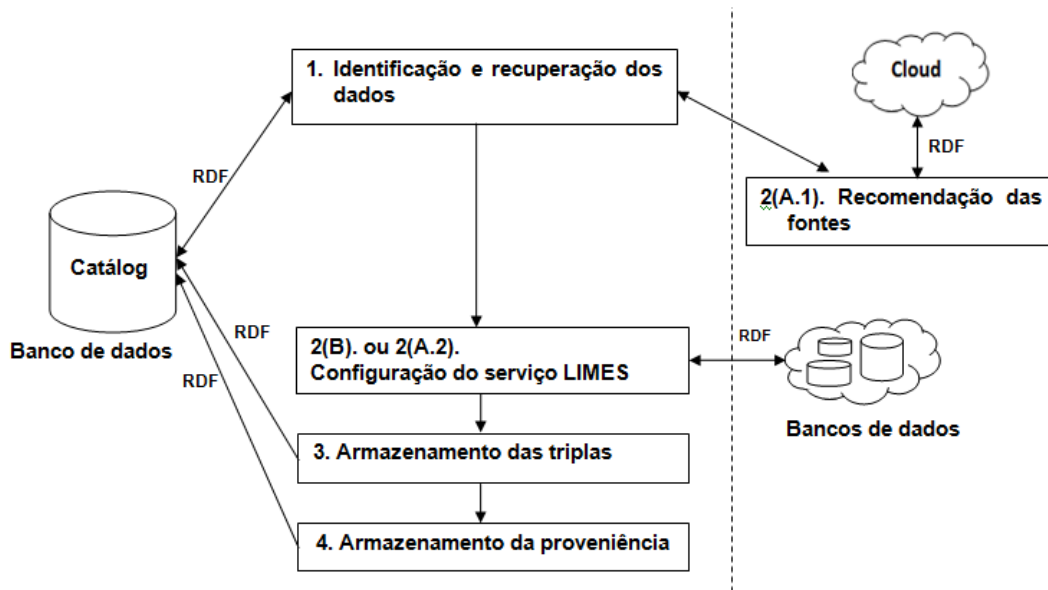 1. Identificação e recuperação dos
dados
Cloud
RDF
RDF
2(A.1). Recomendação das
fontes
Catálog
Banco de dados
RDF
RDF
2(B). ou 2(A.2).
Configuração do serviço LIMES
RDF
Bancos de dados
3. Armazenamento das triplas
4. Armazenamento da proveniência